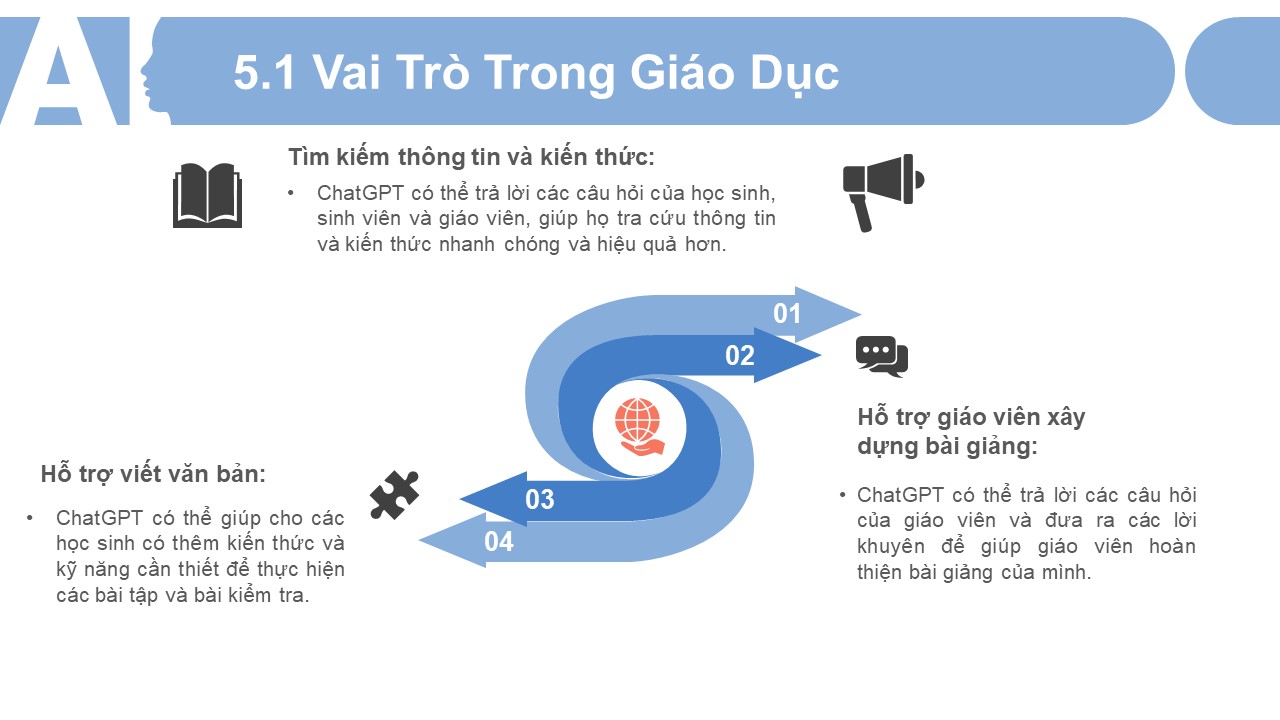 AI
5.1 Vai Trò Trong Giáo Dục
Tìm kiếm thông tin và kiến thức:
• ChatGPT có thể trả lời các câu hỏi của học sinh,
sinh viên và giáo viên, giúp họ tra cứu thông tin
và kiến thức nhanh chóng và hiệu quả hơn.
01
02
03
04
Hỗ trợ giáo viên xây
dựng bài giảng:
• ChatGPT có thể trả lời các câu hỏi
của giáo viên và đưa ra các lời
khuyên để giúp giáo viên hoàn
thiện bài giảng của mình.
Hỗ trợ viết văn bản:
• ChatGPT có thể giúp cho các
học sinh có thêm kiến thức và
kỹ năng cần thiết để thực hiện
các bài tập và bài kiểm tra.